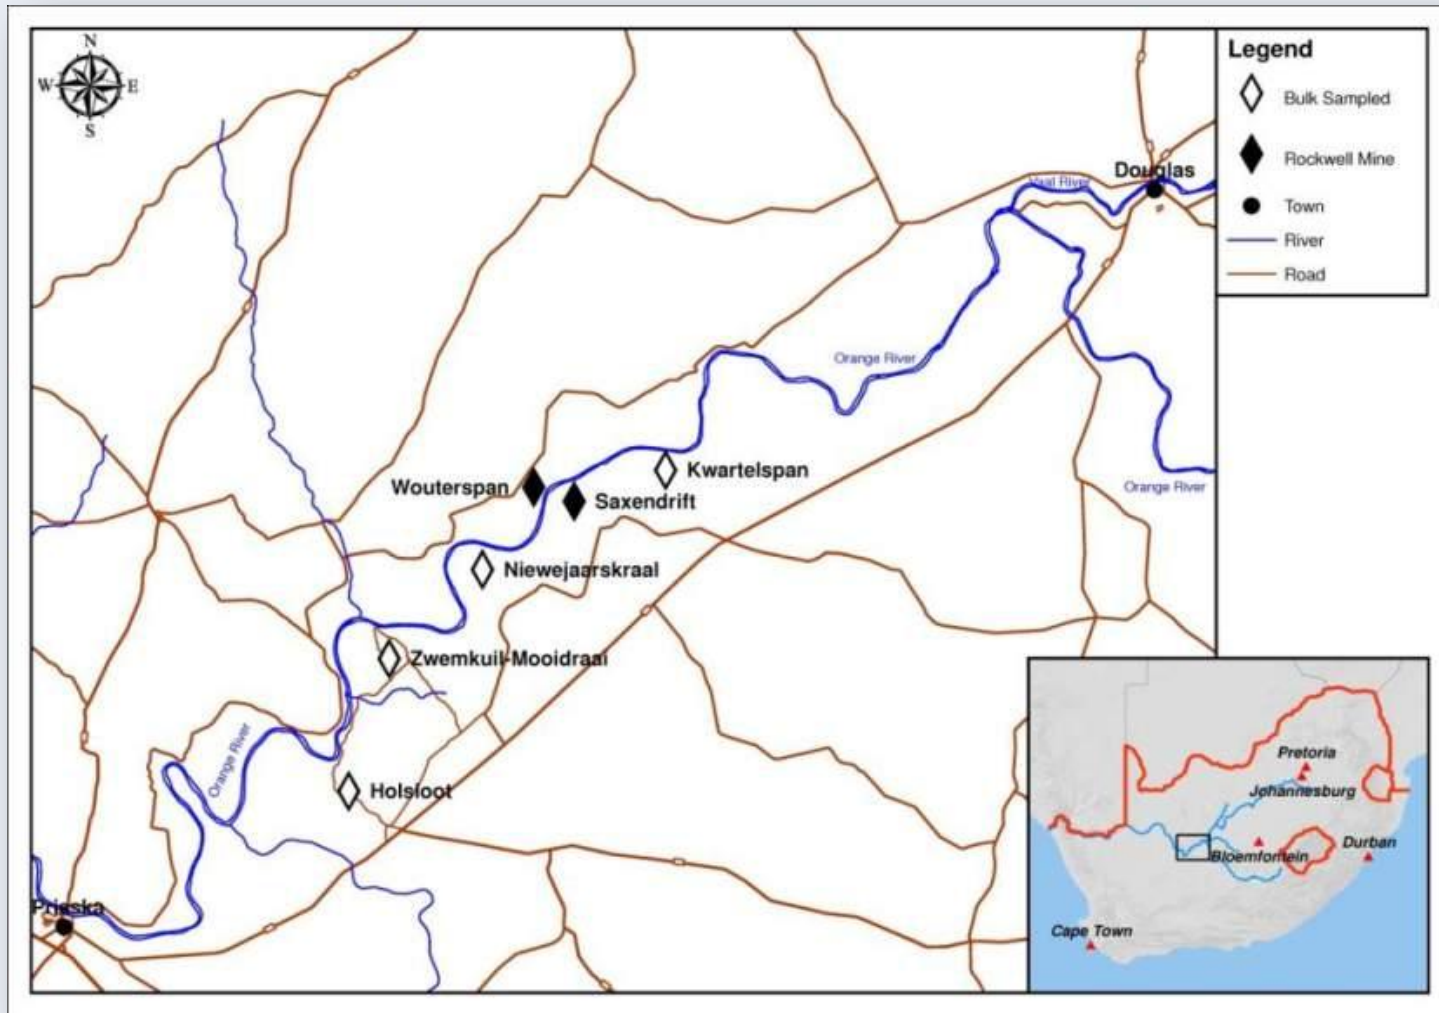 N
W
E
S
Legend
Bulk Sampled
Rockwell Mine
Town
River
Road
Douglas
Vaal River
Orange River
Kwartelspan
Wouterspan
Saxendrift
Orange River
Niewejaarskraal
Zwemkuil-Mooidraai
Orange River
Holsloot
Prieska
Pretoria
Johannesburg
Durban
Bloemfontein
Cape Town